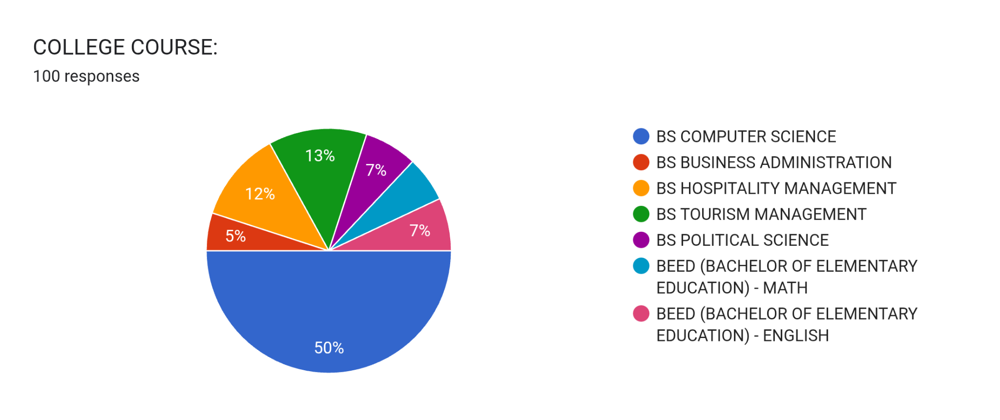 COLLEGE COURSE:
100 responses
13%
7%
12%
7%
5%
50%
BS COMPUTER SCIENCE
BS BUSINESS ADMINISTRATION
BS HOSPITALITY MANAGEMENT
BS TOURISM MANAGEMENT
BS POLITICAL SCIENCE
BEED (BACHELOR OF ELEMENTARY
EDUCATION) - MATH
BEED (BACHELOR OF ELEMENTARY
EDUCATION) - ENGLISH